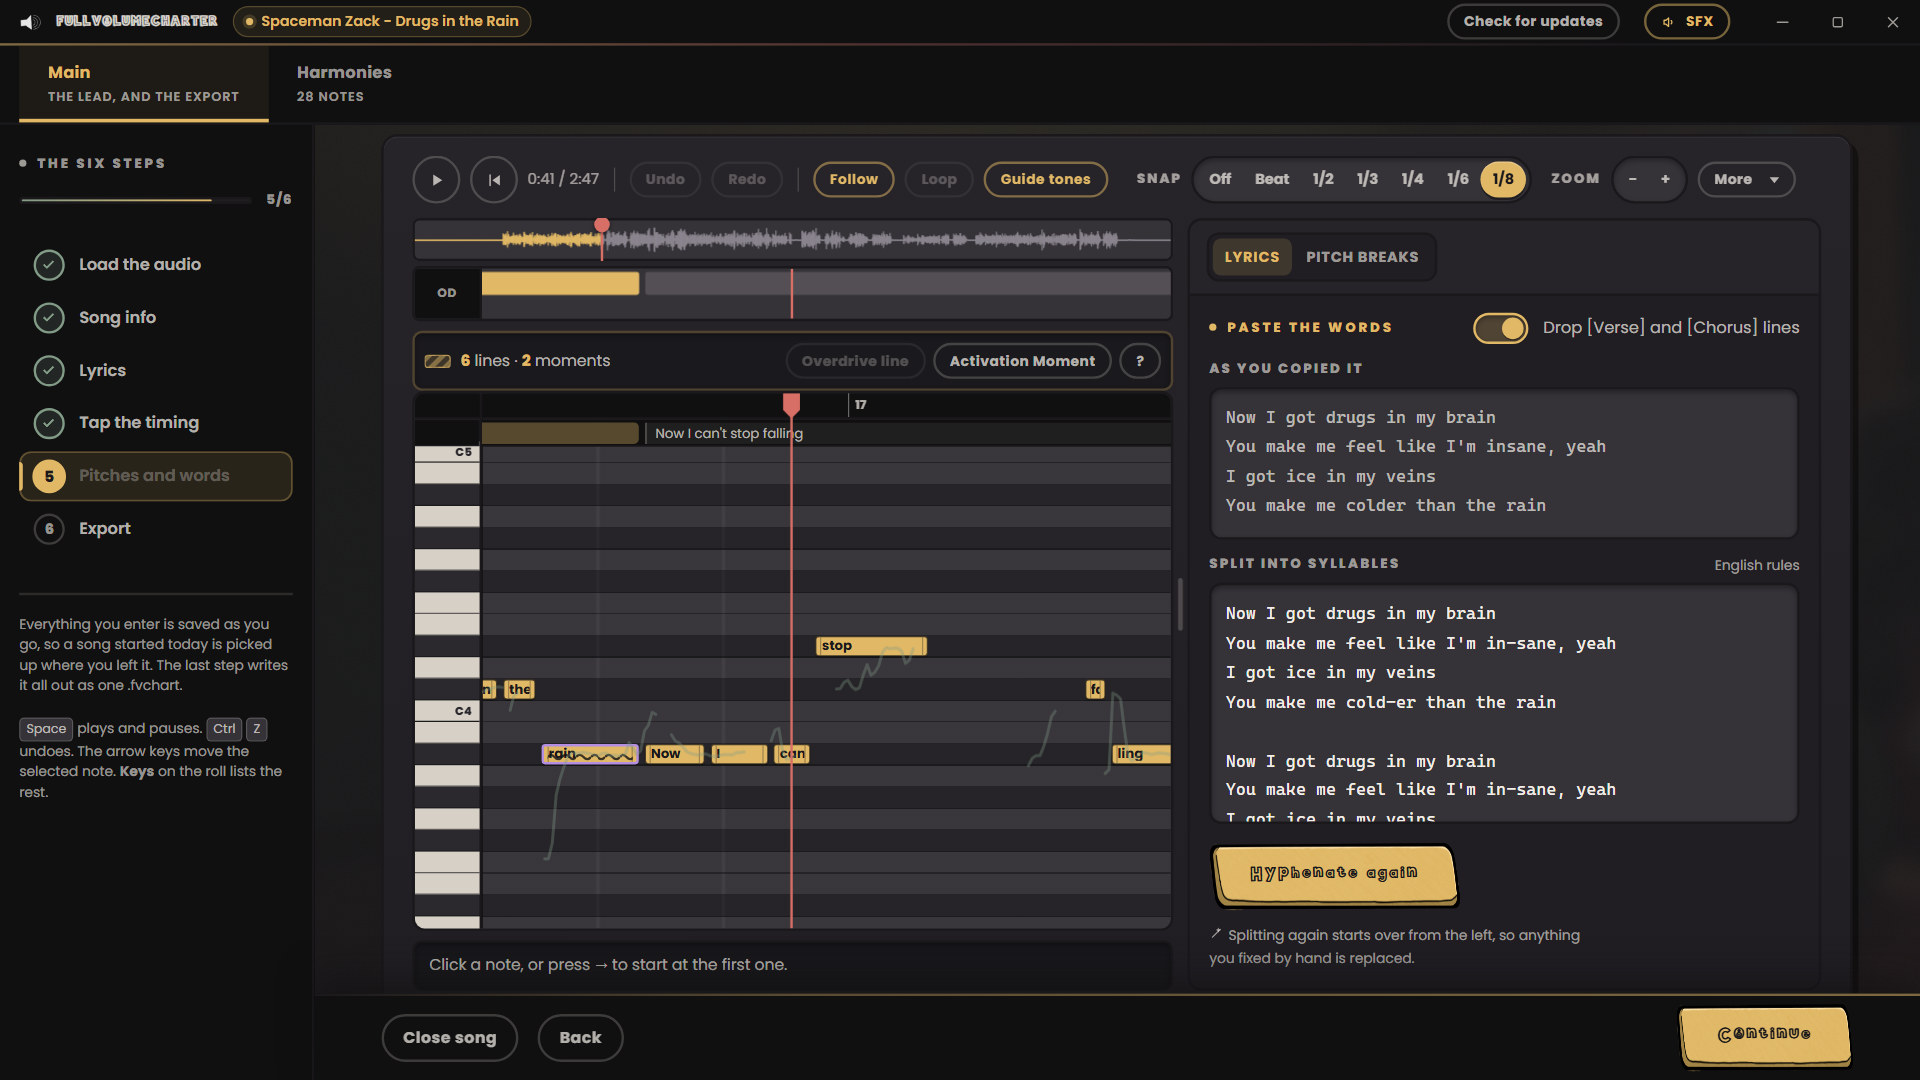 FULLVOLUMECHARTER
Spaceman Zack - Drugs in the Rain
Check for updates
SFX
Main
THE LEAD, AND THE EXPORT
Harmonies
28 NOTES
THE SIX STEPS
5/6
Load the audio
Song info
Lyrics
Tap the timing
5 Pitches and words
6 Export
Everything you enter is saved as you
go, so a song started today is picked
up where you left it. The last step writes
it all out as one .fvchart.
Space plays and pauses. Ctrl Z
undoes. The arrow keys move the
selected note. Keys on the roll lists the
rest.
0:41 / 2:47
Undo
Redo
Follow
Loop
Guide tones
SNAP
Off
Beat
1/2
1/3
1/4
1/6
1/8
ZOOM
-
+
More
OD
6 lines · 2 moments
Overdrive line
Activation Moment
?
17
Now I can't stop falling
C5
stop
n
the
fc
C4
rain
Now
I
can
ling
Click a note, or press → to start at the first one.
LYRICS
PITCH BREAKS
PASTE THE WORDS
Drop [Verse] and [Chorus] lines
AS YOU COPIED IT
Now I got drugs in my brain
You make me feel like I'm insane, yeah
I got ice in my veins
You make me colder than the rain
SPLIT INTO SYLLABLES
English rules
Now I got drugs in my brain
You make me feel like I'm in-sane, yeah
I got ice in my veins
You make me cold-er than the rain
Now I got drugs in my brain
You make me feel like I'm in-sane, yeah
I got ice in my veins
Hyphenate again
Splitting again starts over from the left, so anything
you fixed by hand is replaced.
Close song
Back
Continue